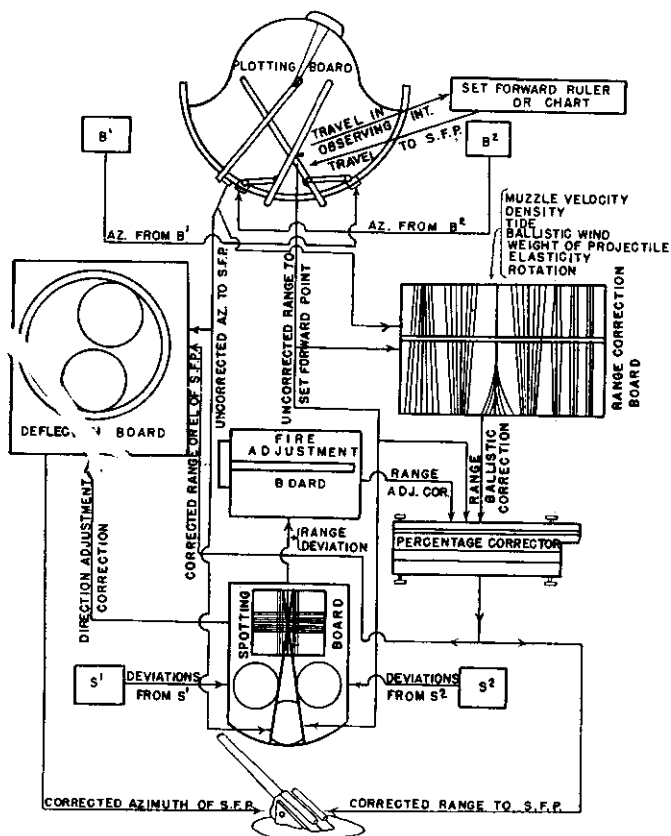 PLOTTING BOARD
SET FORWARD RULER
OR CHART
TRAVEL IN
OBSERVING INT.
TRAVEL TO S.F.P.
B'
B²
AZ. FROM B'
AZ. FROM B²
MUZZLE VELOCITY
DENSITY
TIDE
BALLISTIC WIND
WEIGHT OF PROJECTILE
ELASTICITY
ROTATION
RANGE CORRECTION
BOARD
UNCORRECTED AZ. TO S.F.P.
UNCORRECTED RANGE TO
SET FORWARD POINT
CORRECTED RANGE OR EL OF S.F.P.
DEFLECTION BOARD
FIRE
ADJUSTMENT
BOARD
RANGE
ADJ. COR.
RANGE
BALLISTIC
CORRECTION
PERCENTAGE CORRECTOR
RANGE
DEVIATION
DIRECTION ADJUSTMENT
CORRECTION
SPOTTING
BOARD
S'
DEVIATIONS
FROM S'
DEVIATIONS
FROM S²
S²
CORRECTED AZIMUTH OF S.F.P.
CORRECTED RANGE TO S.F.P.